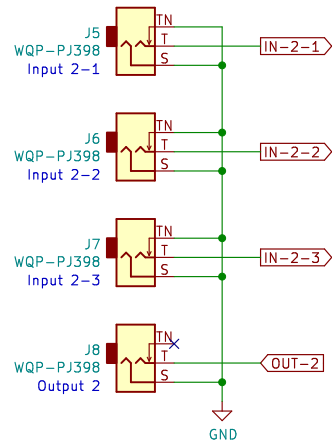 TN
J5
T
IN-2-1
WQP-PJ398
S
Input 2-1
TN
J6
T
IN-2-2
WQP-PJ398
S
Input 2-2
TN
J7
T
IN-2-3
WQP-PJ398
S
Input 2-3
TN
J8
T
OUT-2
WQP-PJ398
S
Output 2
GND